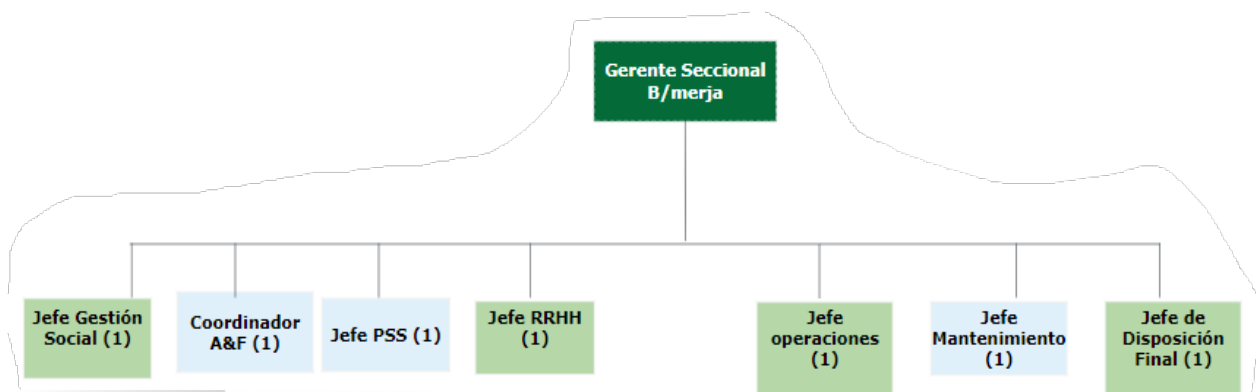 Gerente Seccional
B/merja
Jefe Gestión
Social (1)
Coordinador
A&F (1)
Jefe PSS (1)
Jefe RRHH
(1)
Jefe
operaciones
(1)
Jefe
Mantenimiento
(1)
Jefe de
Disposición
Final (1)